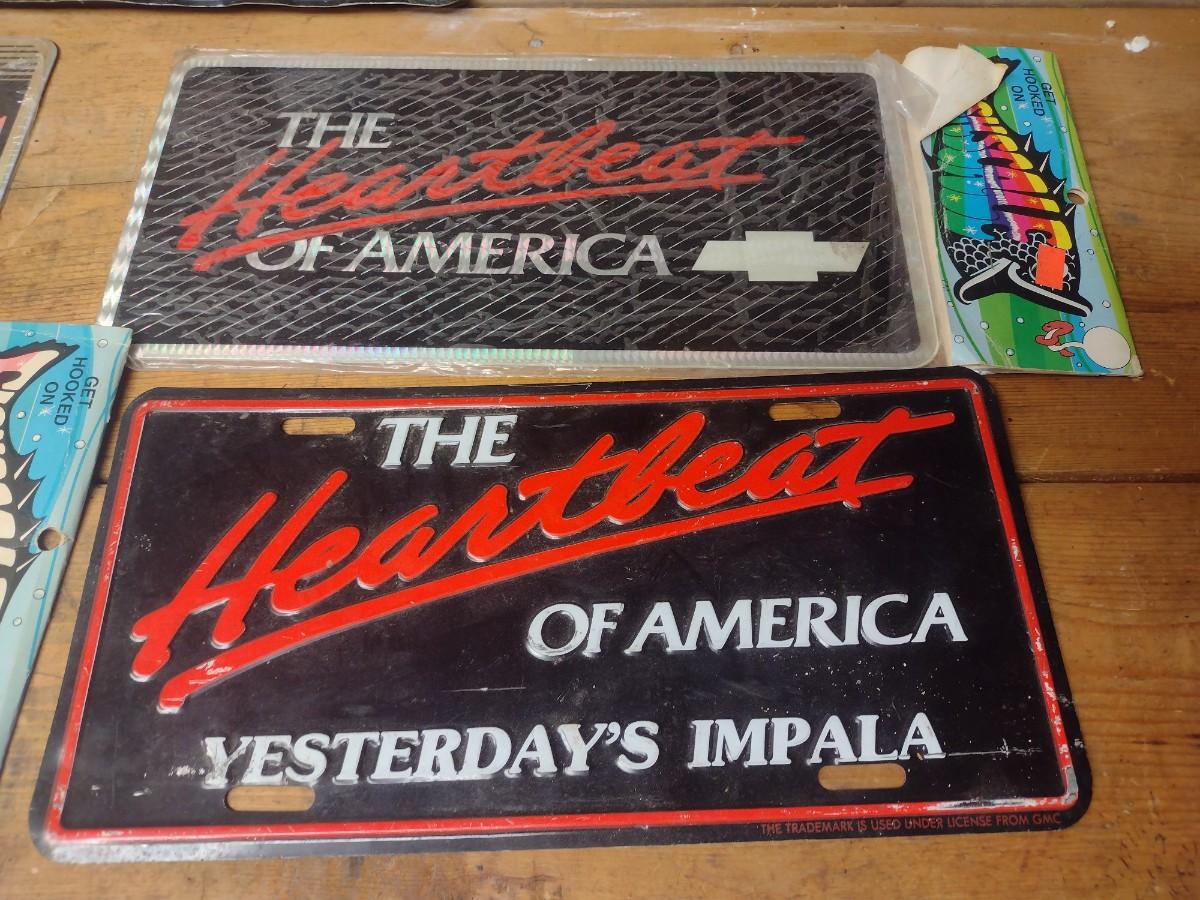 THE
Heartbeat
OF AMERICA
GET
HOOKED
ON
GET
HOOKED
ON
THE
Heartbeat
OF AMERICA
YESTERDAY'S IMPALA
THE TRADEMARK IS USED UNDER LICENSE FROM GMC